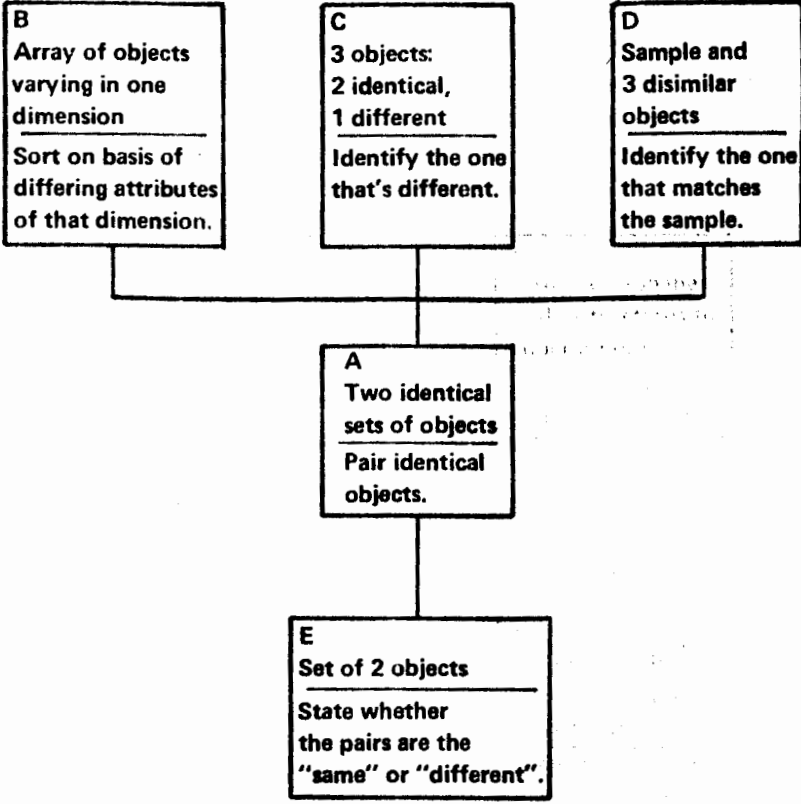 B
Array of objects
varying in one
dimension
Sort on basis of
differing attributes
of that dimension.
C
3 objects:
2 identical,
1 different
Identify the one
that's different.
D
Sample and
3 disimilar
objects
Identify the one
that matches
the sample.
A
Two identical
sets of objects
Pair identical
objects.
E
Set of 2 objects
State whether
the pairs are the
“same” or “different”.